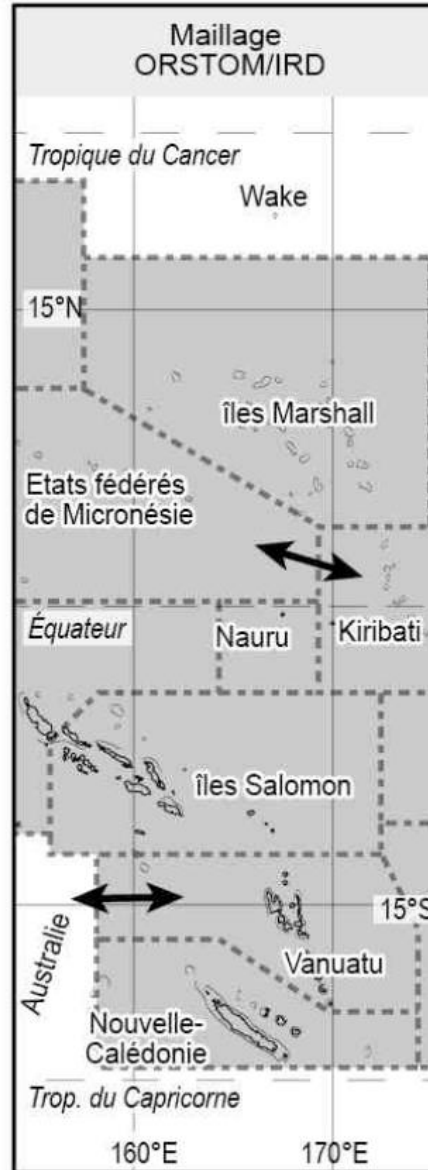 Maillage
ORSTOM/IRD
Tropique du Cancer
Wake
15°N
îles Marshall
Etats fédérés
de Micronésie
Équateur
Nauru
Kiribati
îles Salomon
15°S
Australie
Vanuatu
Nouvelle-
Calédonie
Trop. du Capricorne
160°E
170°E